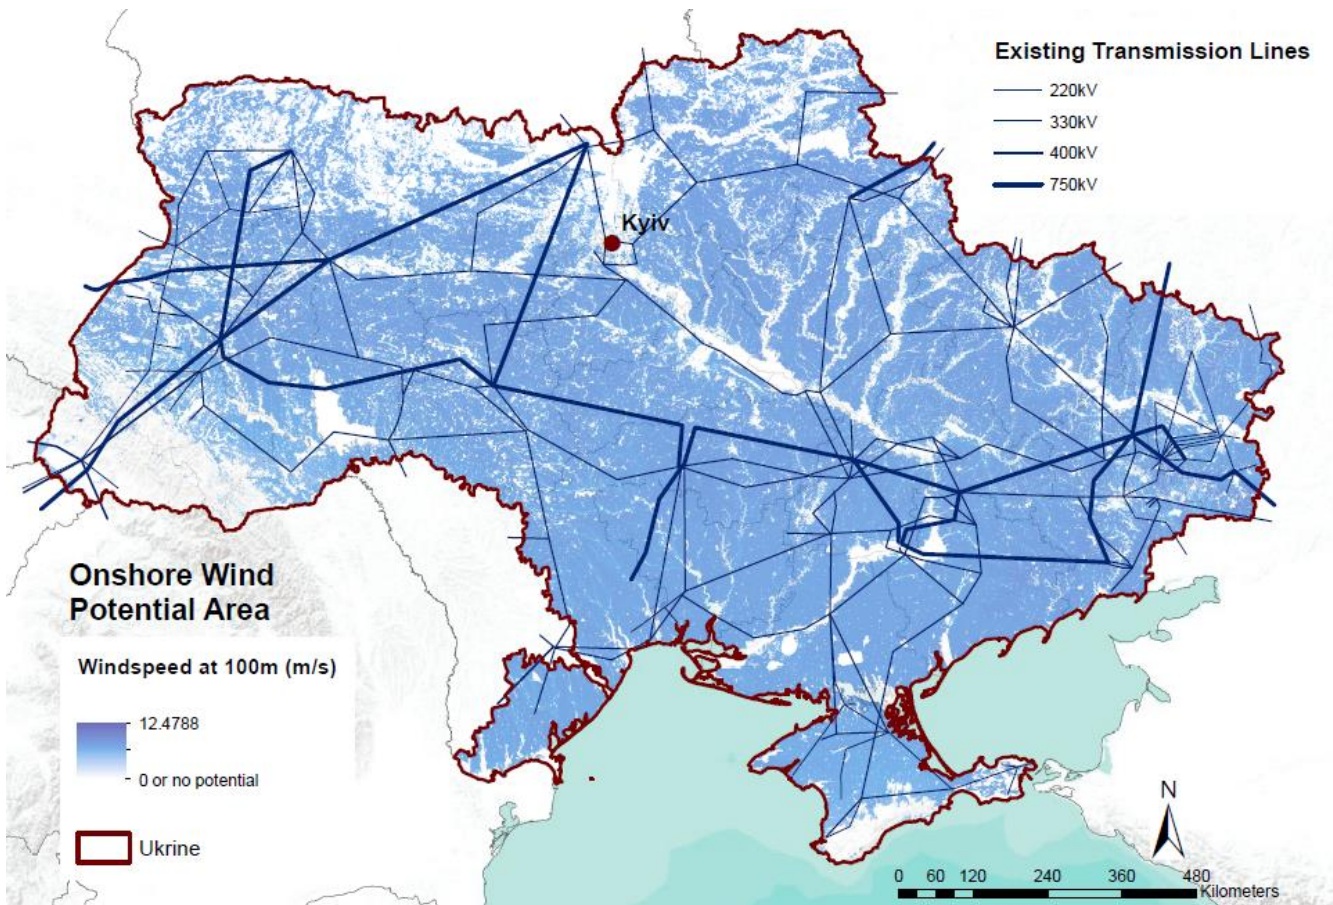 Existing Transmission Lines
220kV
330kV
400kV
750kV
Kyiv
Onshore Wind
Potential Area
Windspeed at 100m (m/s)
12.4788
0 or no potential
Ukrine
N
0 60 120 240 360 480
Kilometers